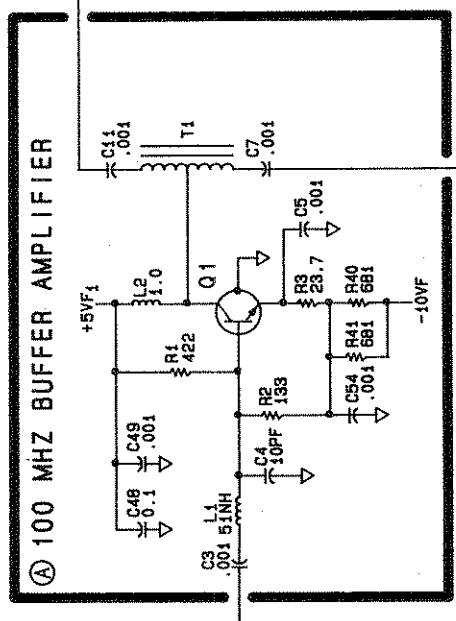 Ⓐ 100 MHZ BUFFER AMPLIFIER
+5VF1
C48
0.1
C49
.001
R1
422
L2
1.0
Q1
C11
.001
T1
C7
.001
C5
.001
C3
.001
L1
51NH
C4
10PF
R2
133
C54
.001
R3
23.7
R41
681
R40
681
-10VF